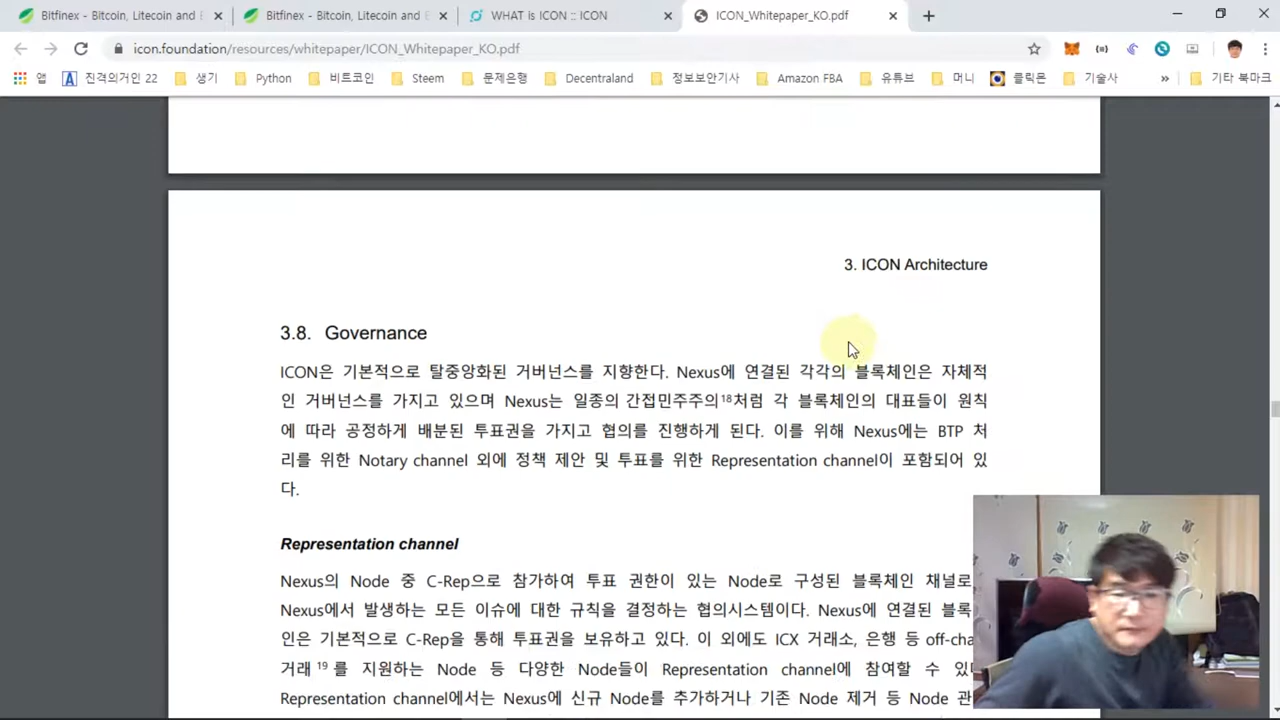 Bitfinex - Bitcoin, Litecoin and E
Bitfinex - Bitcoin, Litecoin and E
WHAT is ICON :: ICON
ICON_Whitepaper_KO.pdf
icon.foundation/resources/whitepaper/ICON_Whitepaper_KO.pdf
앱 진격의거인 22 생기 Python 비트코인 Steem 문제은행 Decentraland 정보보안기사 Amazon FBA 유튜브 머니 클릭몬 기술사 » 기타 북마크
3. ICON Architecture
3.8. Governance
ICON은 기본적으로 탈중앙화된 거버넌스를 지향한다. Nexus에 연결된 각각의 블록체인은 자체적
인 거버넌스를 가지고 있으며 Nexus는 일종의 간접민주주의18처럼 각 블록체인의 대표들이 원칙
에 따라 공정하게 배분된 투표권을 가지고 협의를 진행하게 된다. 이를 위해 Nexus에는 BTP 처
리를 위한 Notary channel 외에 정책 제안 및 투표를 위한 Representation channel이 포함되어 있
다.
Representation channel
Nexus의 Node 중 C-Rep으로 참가하여 투표 권한이 있는 Node로 구성된 블록체인 채널로
Nexus에서 발생하는 모든 이슈에 대한 규칙을 결정하는 협의시스템이다. Nexus에 연결된 블록
인은 기본적으로 C-Rep을 통해 투표권을 보유하고 있다. 이 외에도 ICX 거래소, 은행 등 off-cha
거래 19 를 지원하는 Node 등 다양한 Node들이 Representation channel에 참여할 수 있
Representation channel에서는 Nexus에 신규 Node를 추가하거나 기존 Node 제거 등 Node 관